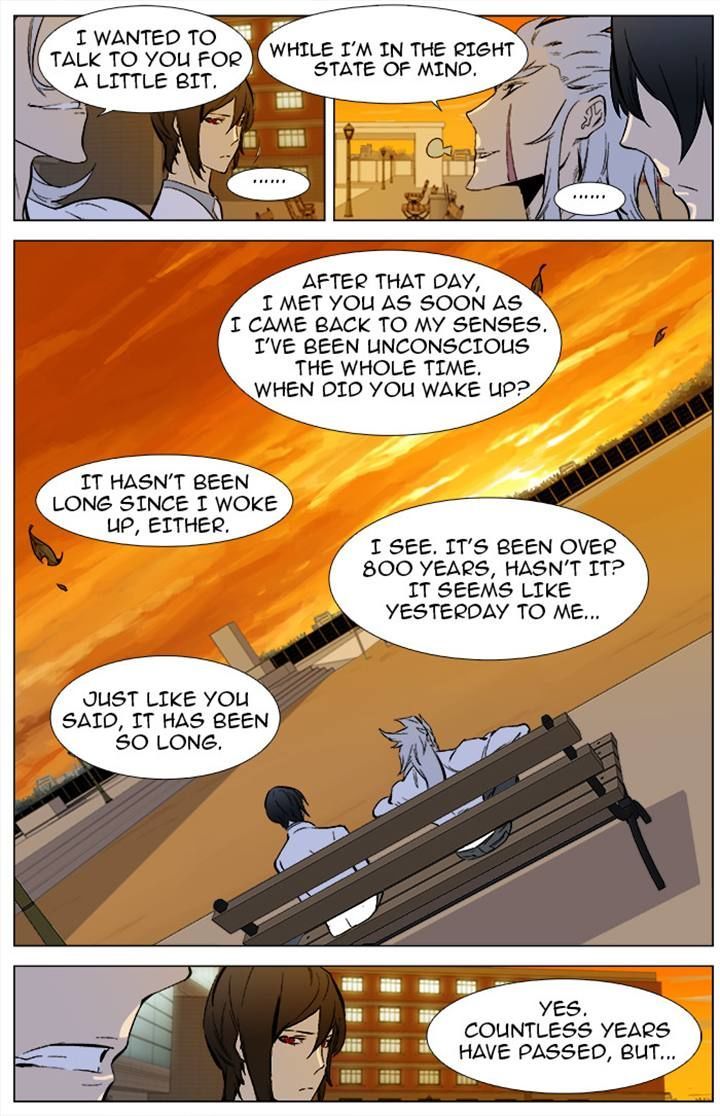 I WANTED TO
TALK TO YOU FOR
A LITTLE BIT.
......
WHILE I'M IN THE RIGHT
STATE OF MIND.
......
AFTER THAT DAY,
I MET YOU AS SOON AS
I CAME BACK TO MY SENSES.
I'VE BEEN UNCONSCIOUS
THE WHOLE TIME.
WHEN DID YOU WAKE UP?
IT HASN'T BEEN
LONG SINCE I WOKE
UP, EITHER.
I SEE. IT'S BEEN OVER
800 YEARS, HASN'T IT?
IT SEEMS LIKE
YESTERDAY TO ME...
JUST LIKE YOU
SAID, IT HAS BEEN
SO LONG.
YES.
COUNTLESS YEARS
HAVE PASSED, BUT...